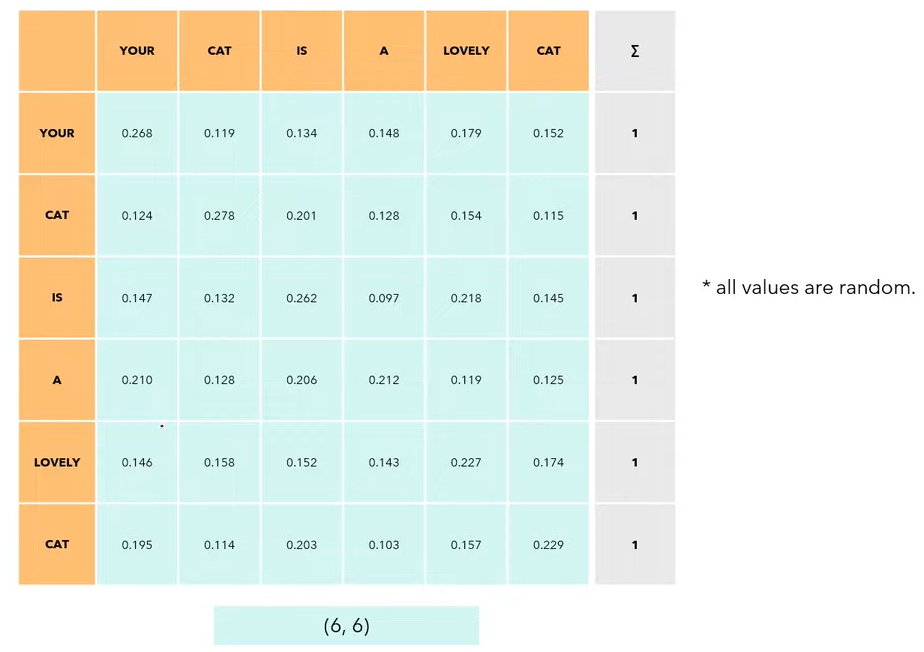 YOUR CAT IS A LOVELY CAT Σ
YOUR 0.268 0.119 0.134 0.148 0.179 0.152 1
CAT 0.124 0.278 0.201 0.128 0.154 0.115 1
IS 0.147 0.132 0.262 0.097 0.218 0.145 1
* all values are random.
A 0.210 0.128 0.206 0.212 0.119 0.125 1
LOVELY 0.146 0.158 0.152 0.143 0.227 0.174 1
CAT 0.195 0.114 0.203 0.103 0.157 0.229 1
(6, 6)